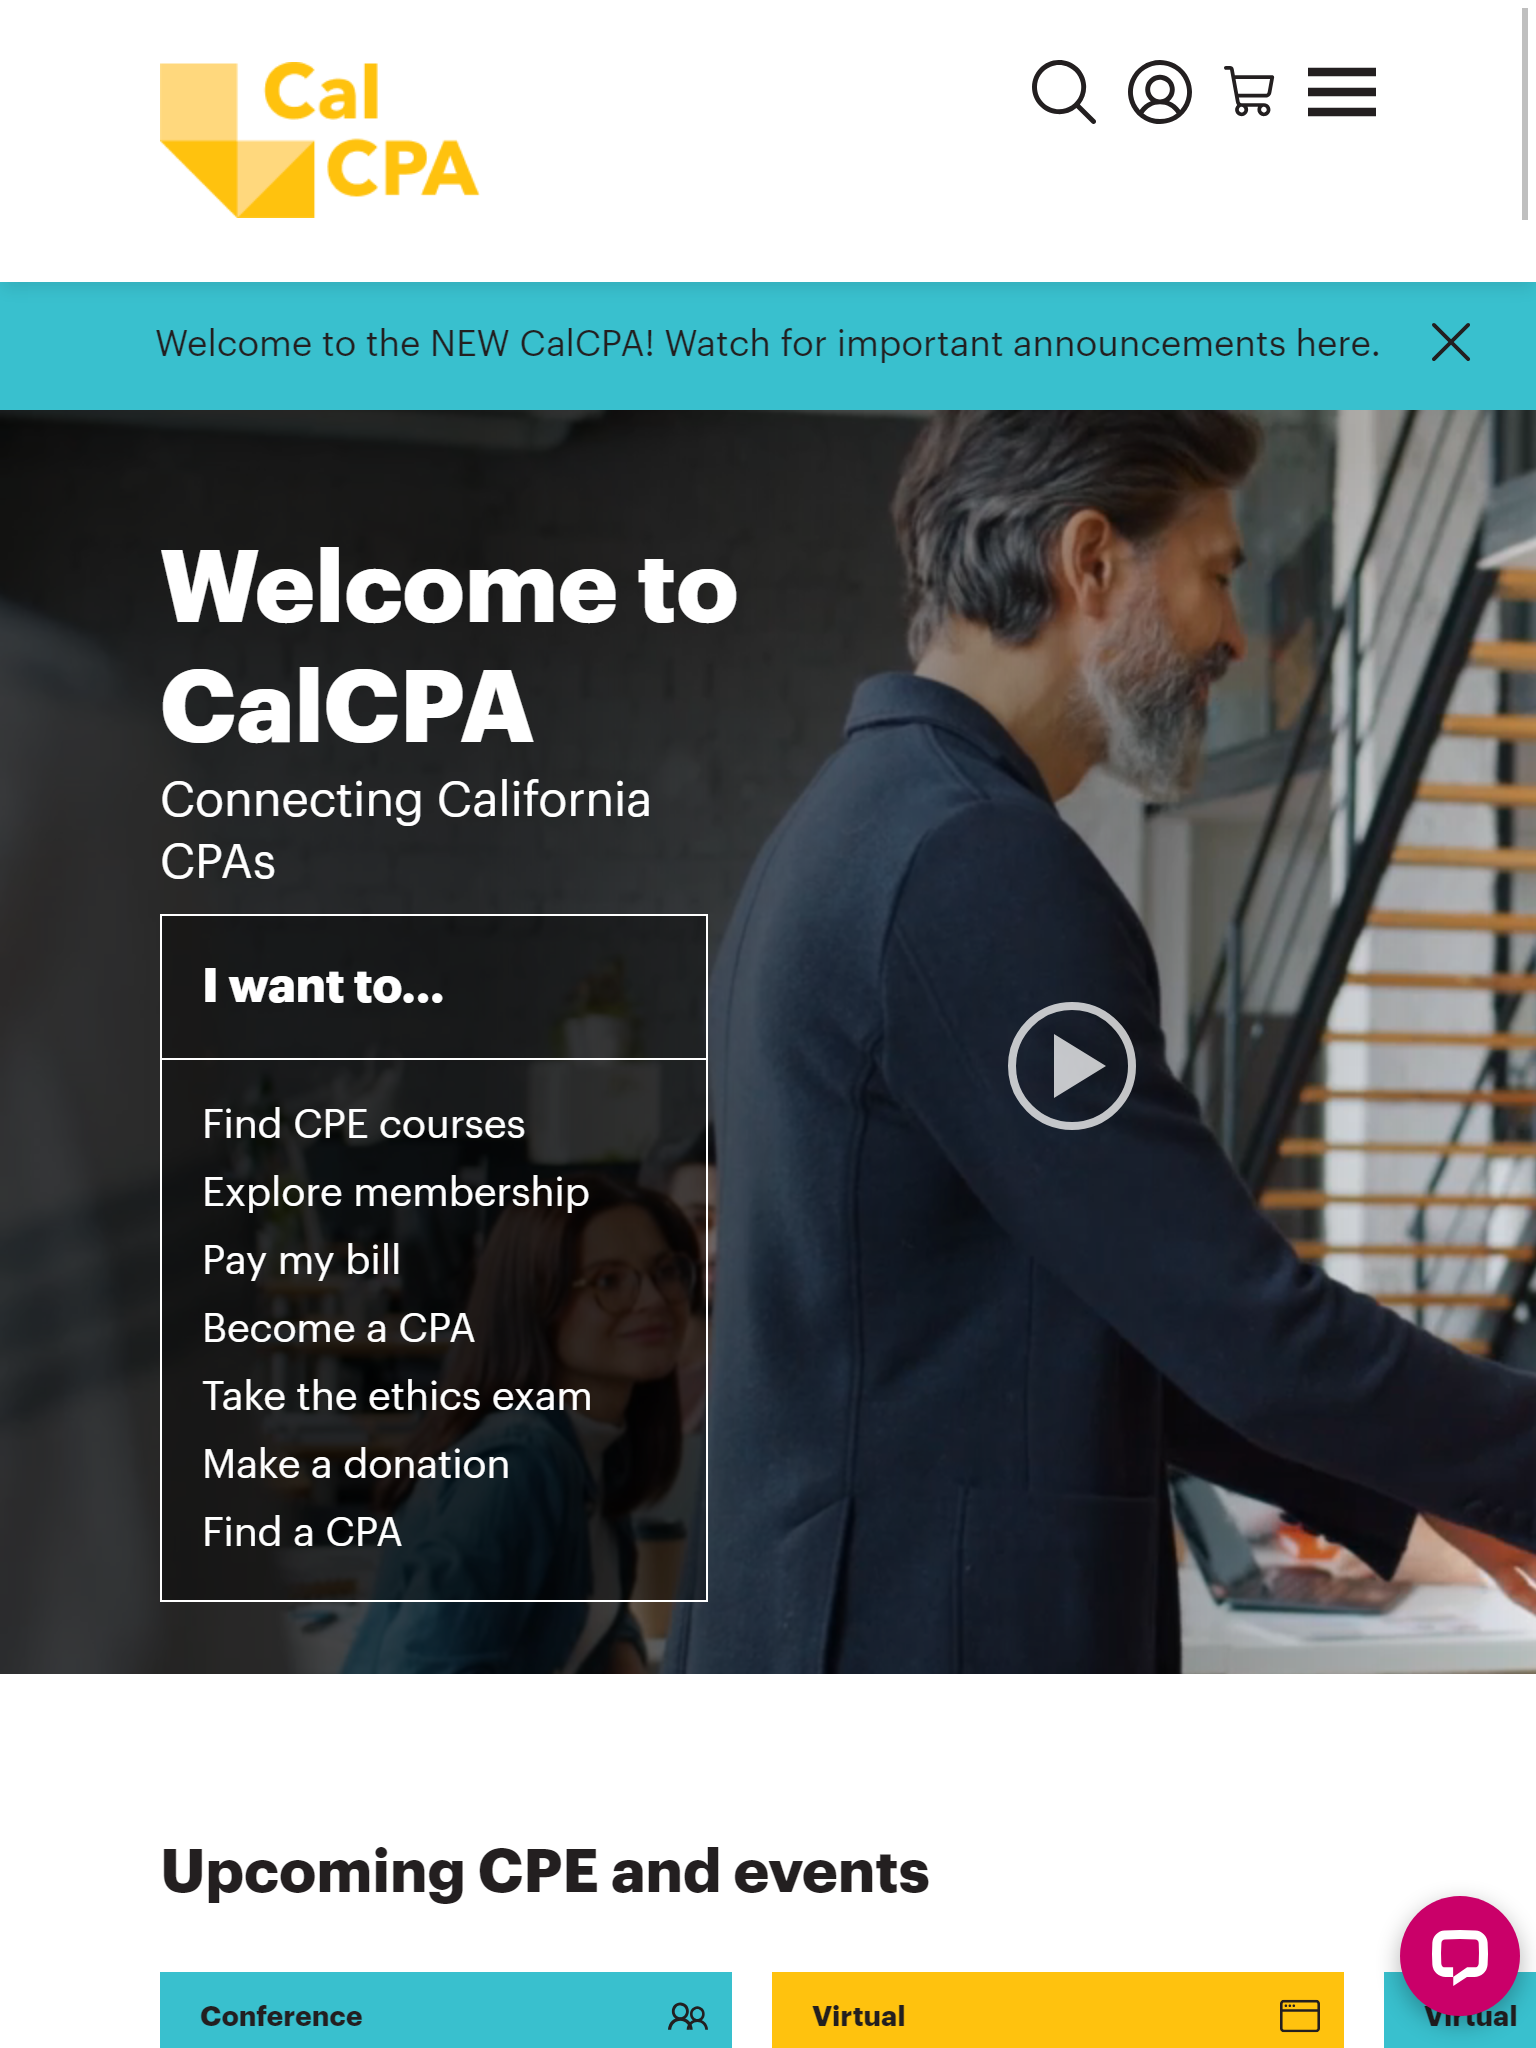 Cal
CPA
Welcome to the NEW CalCPA! Watch for important announcements here.
Welcome to
CalCPA
Connecting California
CPAs
I want to...
Find CPE courses
Explore membership
Pay my bill
Become a CPA
Take the ethics exam
Make a donation
Find a CPA
Upcoming CPE and events
Conference
Virtual
Virtual